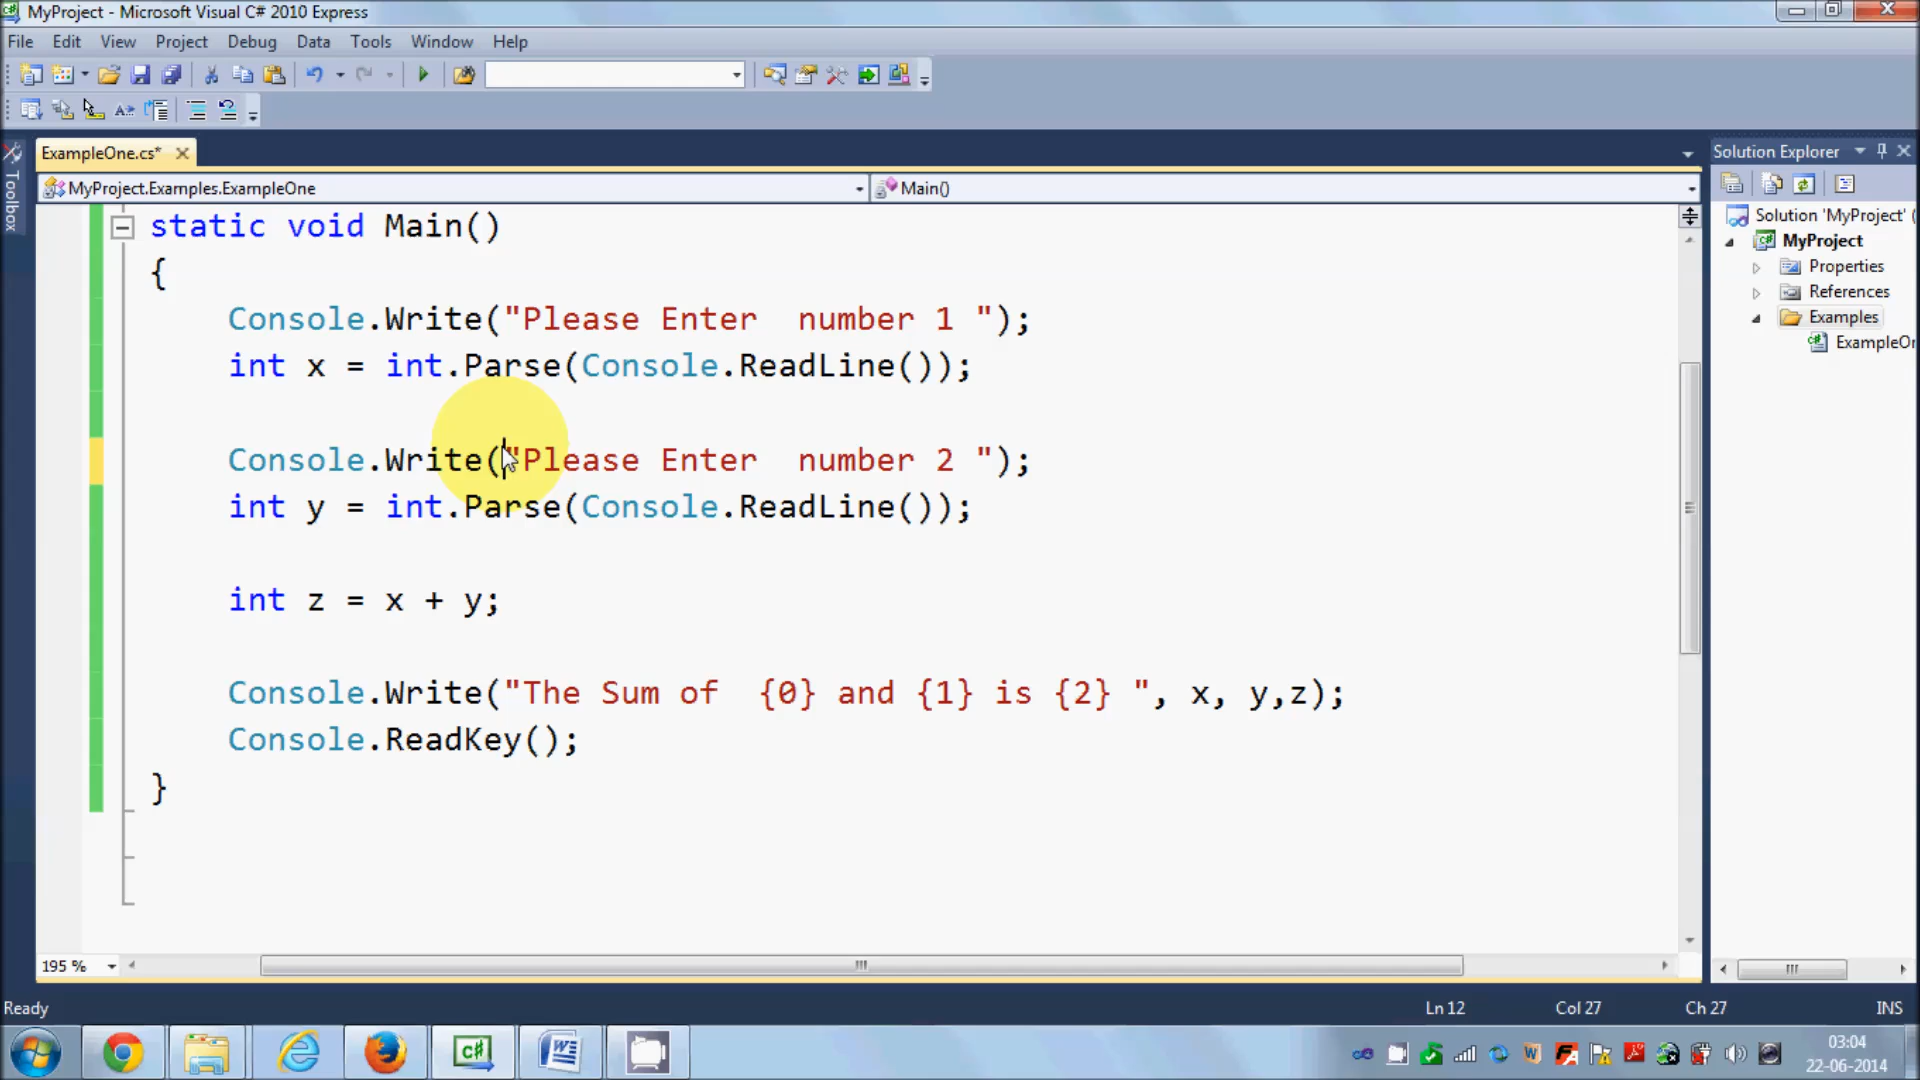 MyProject - Microsoft Visual C# 2010 Express
File Edit View Project Debug Data Tools Window Help
ExampleOne.cs*
Solution Explorer
Toolbox
MyProject.Examples.ExampleOne Main()
static void Main()
{
Console.Write("Please Enter  number 1 ");
int x = int.Parse(Console.ReadLine());
Console.Write("Please Enter  number 2 ");
int y = int.Parse(Console.ReadLine());
int z = x + y;
Console.Write("The Sum of  {0} and {1} is {2} ", x, y,z);
Console.ReadKey();
}
Solution 'MyProject' (
MyProject
Properties
References
Examples
ExampleOr
195 %
Ready Ln 12 Col 27 Ch 27 INS
03:04
22-06-2014